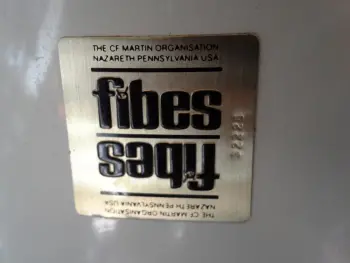 THE CF MARTIN ORGANISATION
NAZARETH PENNSYLVANIA USA
fibes
fibes
NAZARETH PENNSYLVANIA USA
THE CF MARTIN ORGANISATION